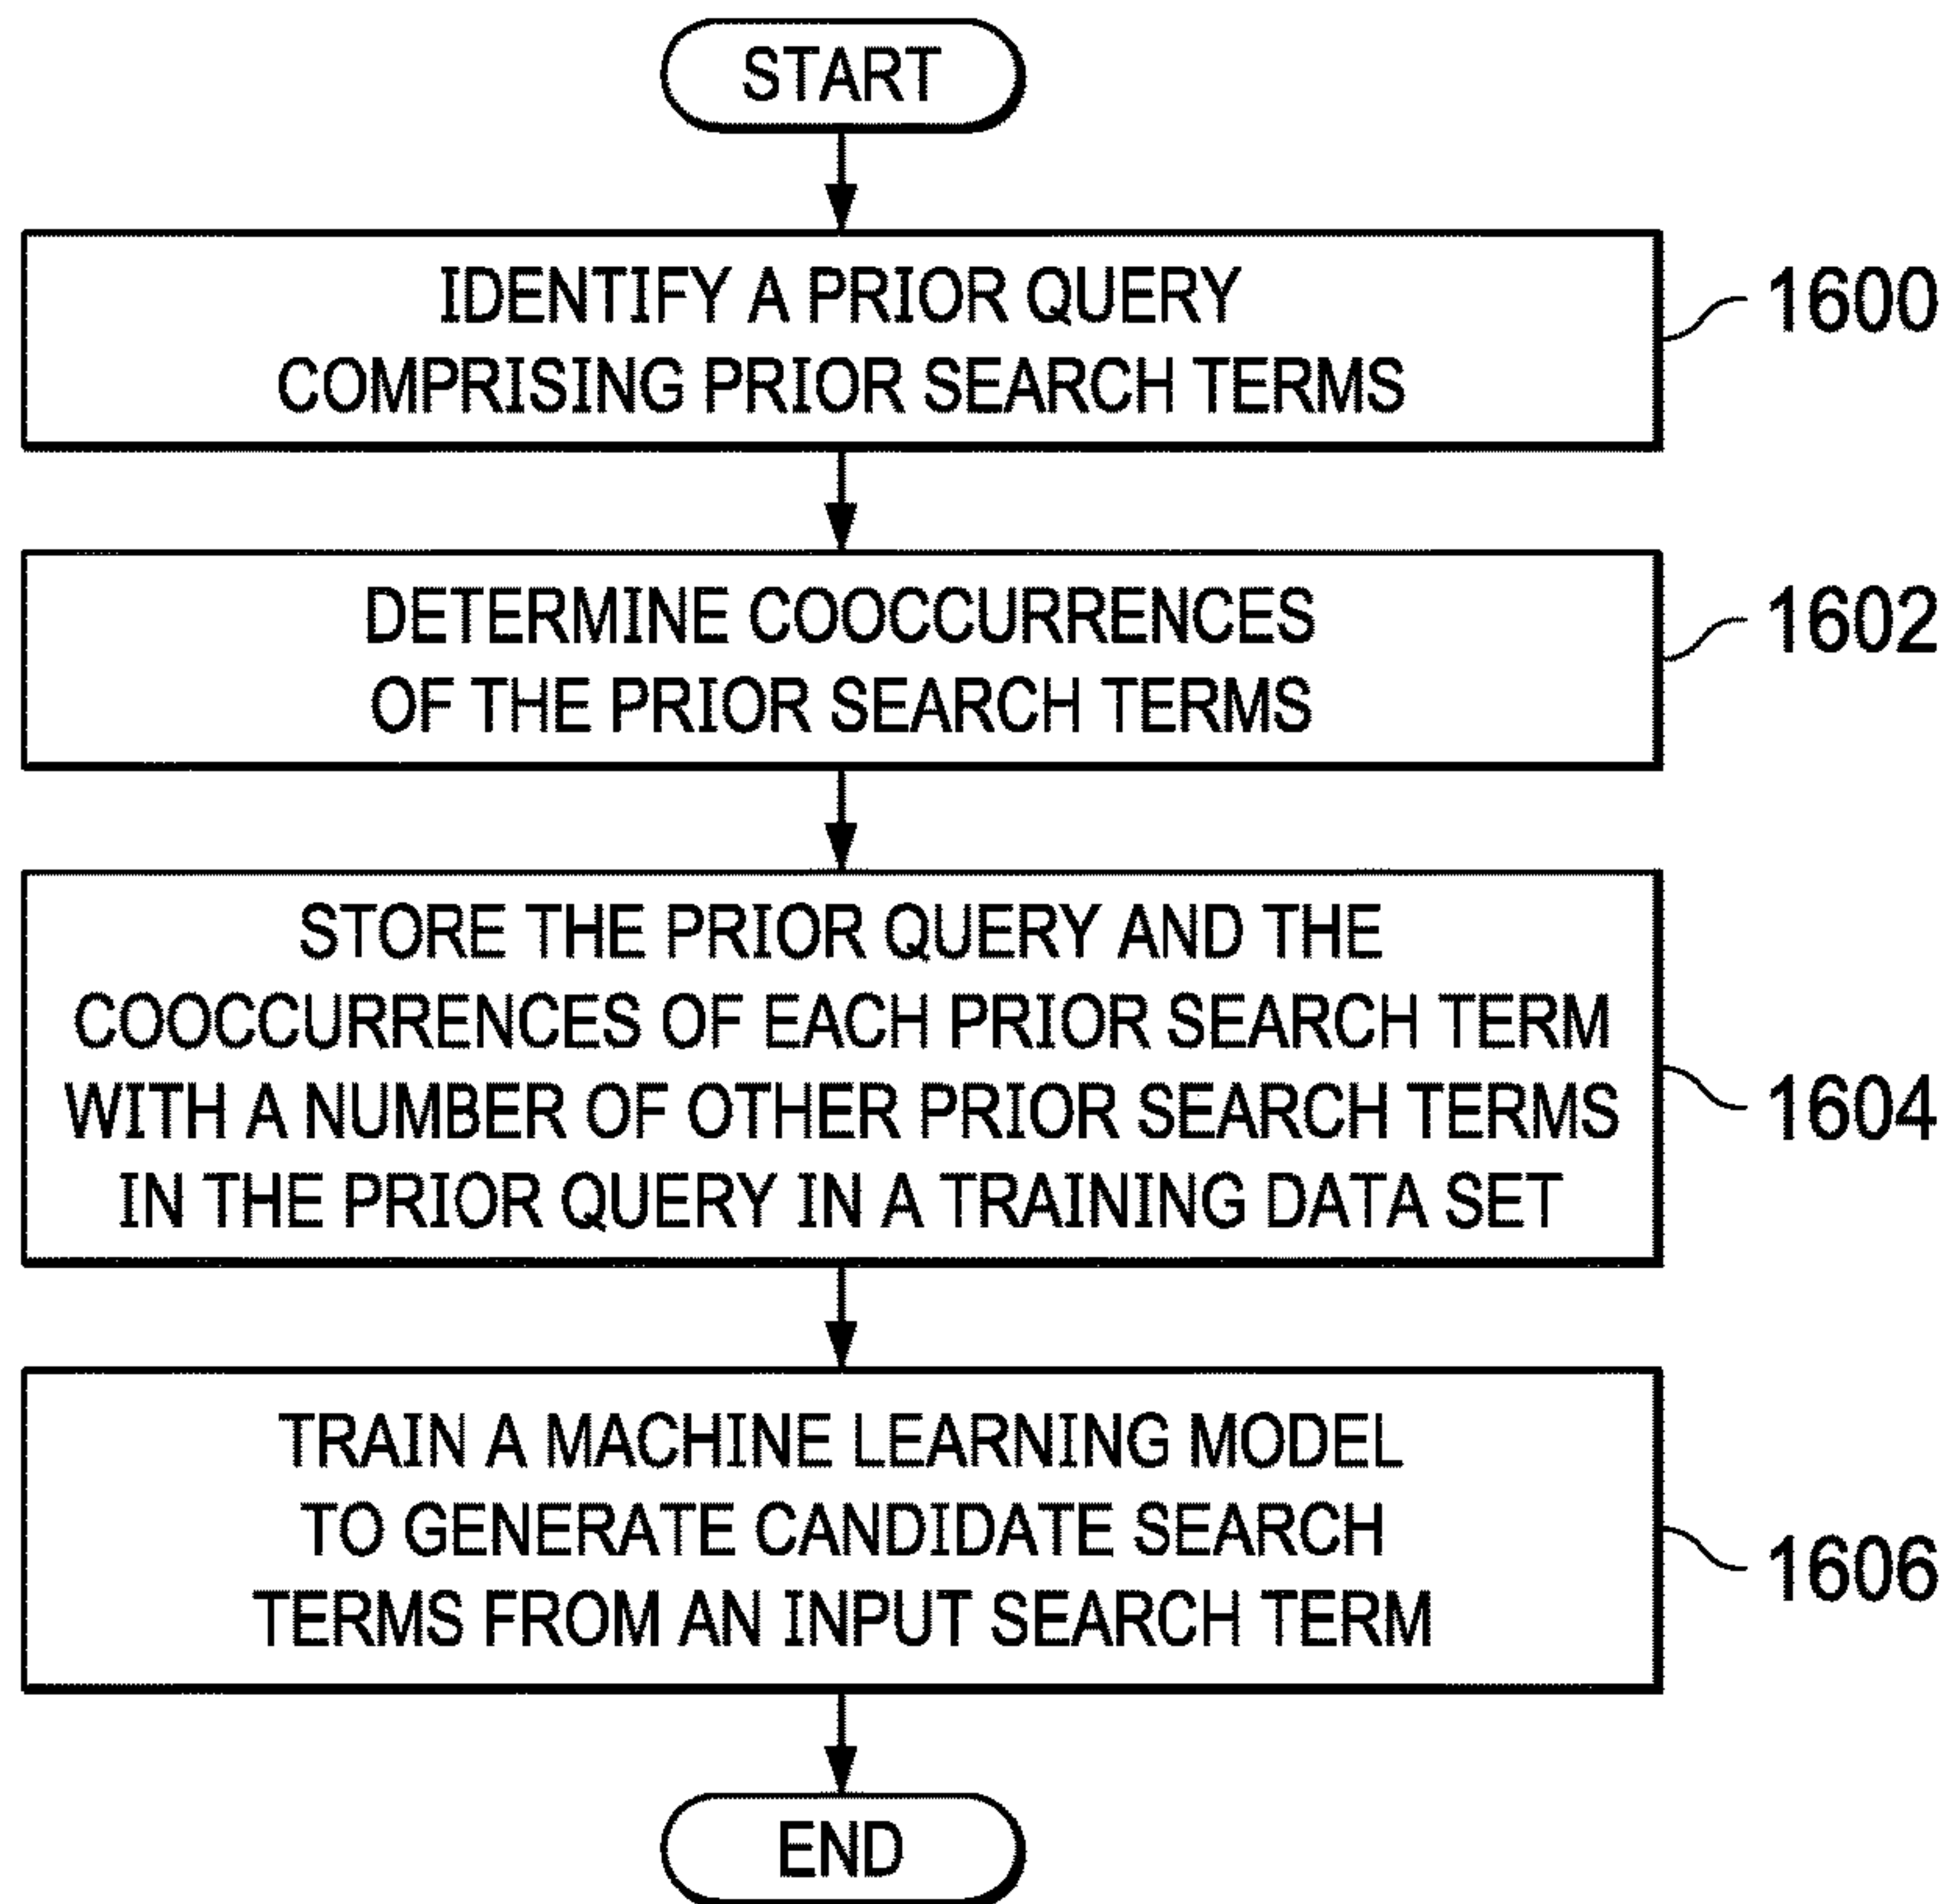 START
IDENTIFY A PRIOR QUERY
COMPRISING PRIOR SEARCH TERMS
1600
DETERMINE COOCCURRENCES
OF THE PRIOR SEARCH TERMS
1602
STORE THE PRIOR QUERY AND THE
COOCCURRENCES OF EACH PRIOR SEARCH TERM
WITH A NUMBER OF OTHER PRIOR SEARCH TERMS
IN THE PRIOR QUERY IN A TRAINING DATA SET
1604
TRAIN A MACHINE LEARNING MODEL
TO GENERATE CANDIDATE SEARCH
TERMS FROM AN INPUT SEARCH TERM
1606
END